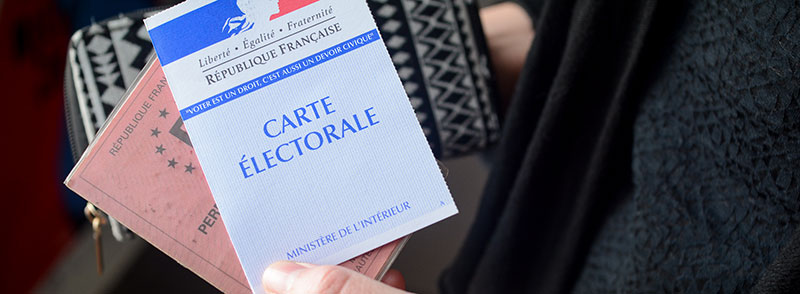 Liberté • Égalité • Fraternité
RÉPUBLIQUE FRANÇAISE
"VOTER EST UN DROIT, C'EST AUSSI UN DEVOIR CIVIQUE"
CARTE
ÉLECTORALE
MINISTÈRE DE L'INTÉRIEUR
A
RÉPUBLIQUE FRAN
PER